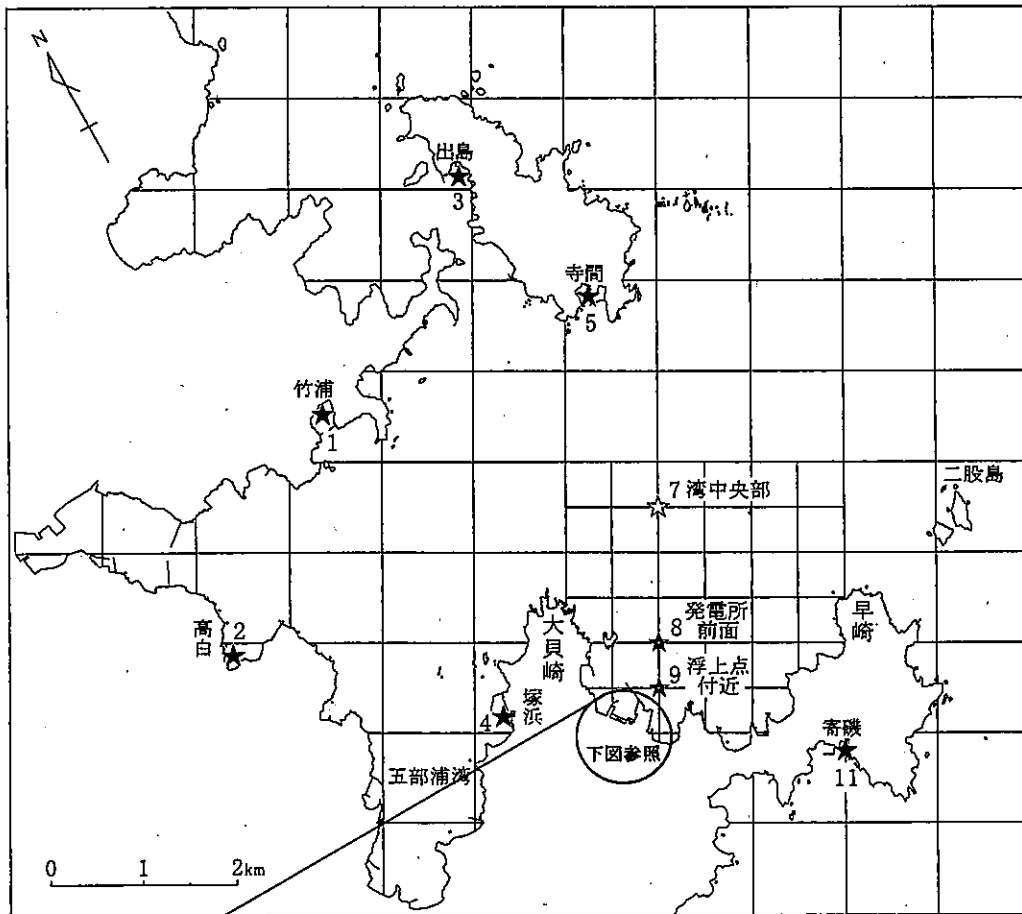 N
出島
3
寺間
5
竹浦
1
二股島
7 湾中央部
高白
2
大貝崎
8 発電所前面
早崎
9 浮上点付近
塚浜
4
寄磯
11
下図参照
五部浦湾
0 1 2km